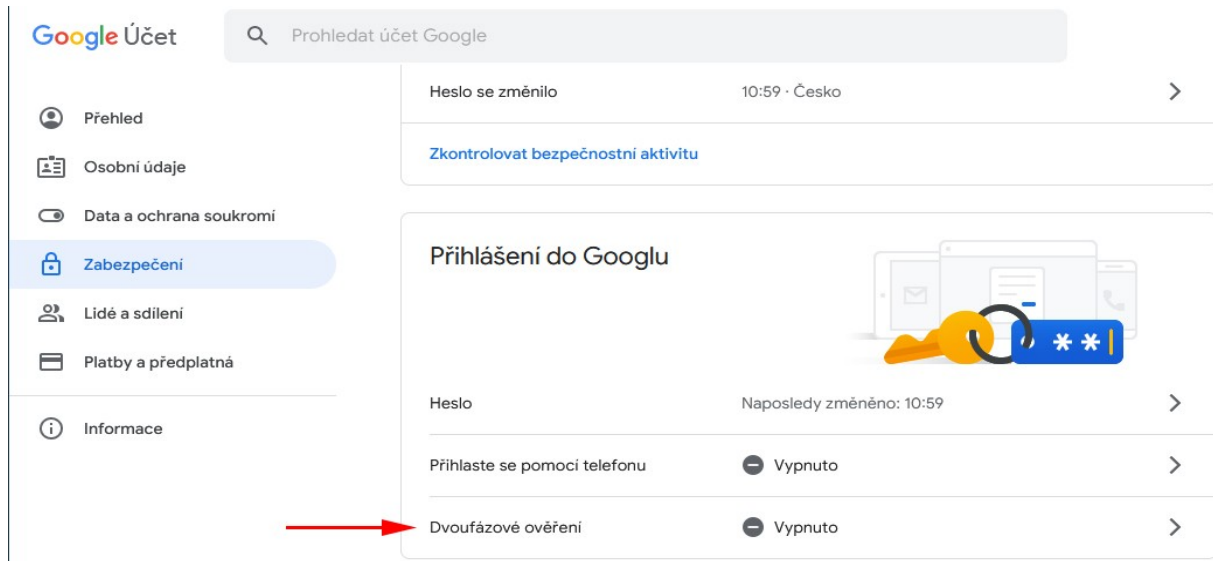 Google Účet
Prohledat účet Google
Přehled
Osobní údaje
Data a ochrana soukromí
Zabezpečení
Lidé a sdílení
Platby a předplatná
Informace
Heslo se změnilo 10:59 · Česko
Zkontrolovat bezpečnostní aktivitu
Přihlášení do Googlu
**
Heslo Naposledy změněno: 10:59
Přihlaste se pomocí telefonu Vypnuto
Dvoufázové ověření Vypnuto